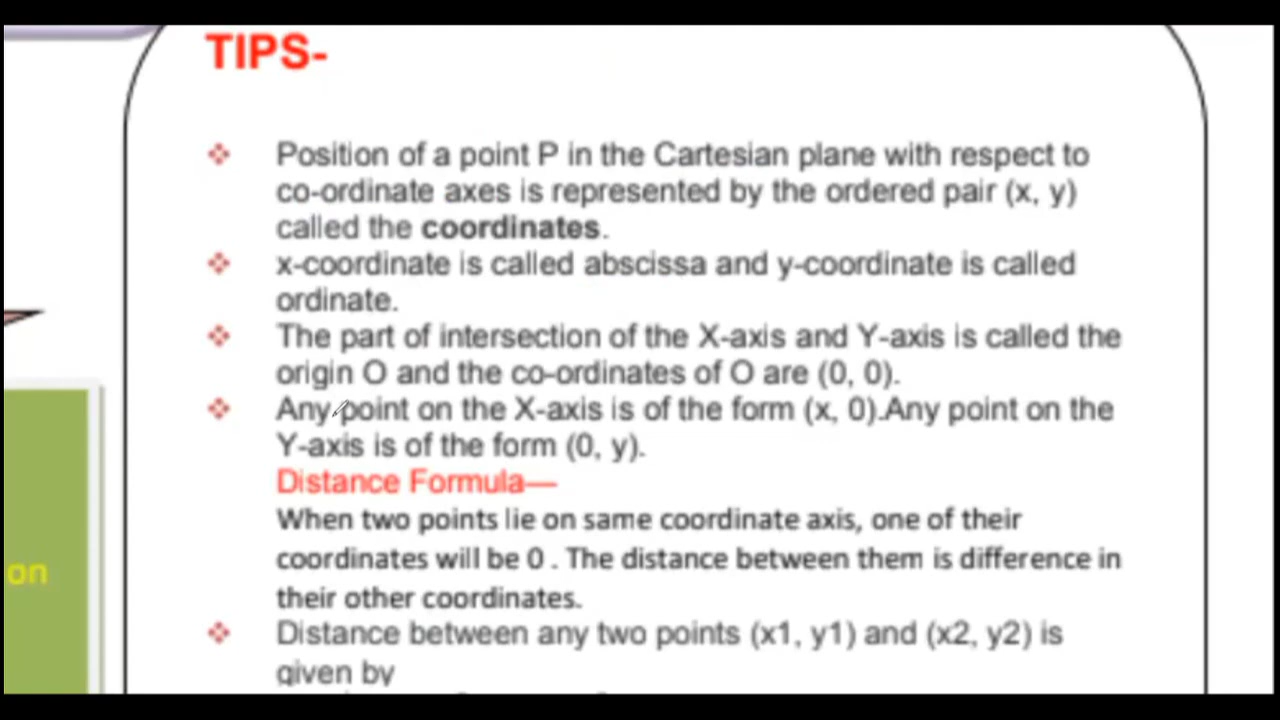 TIPS-
Position of a point P in the Cartesian plane with respect to
co-ordinate axes is represented by the ordered pair (x, y)
called the coordinates.
x-coordinate is called abscissa and y-coordinate is called
ordinate.
The part of intersection of the X-axis and Y-axis is called the
origin O and the co-ordinates of O are (0, 0).
Any point on the X-axis is of the form (x, 0).Any point on the
Y-axis is of the form (0, y).
Distance Formula—
When two points lie on same coordinate axis, one of their
coordinates will be 0 . The distance between them is difference in
their other coordinates.
on
Distance between any two points (x1, y1) and (x2, y2) is
given by